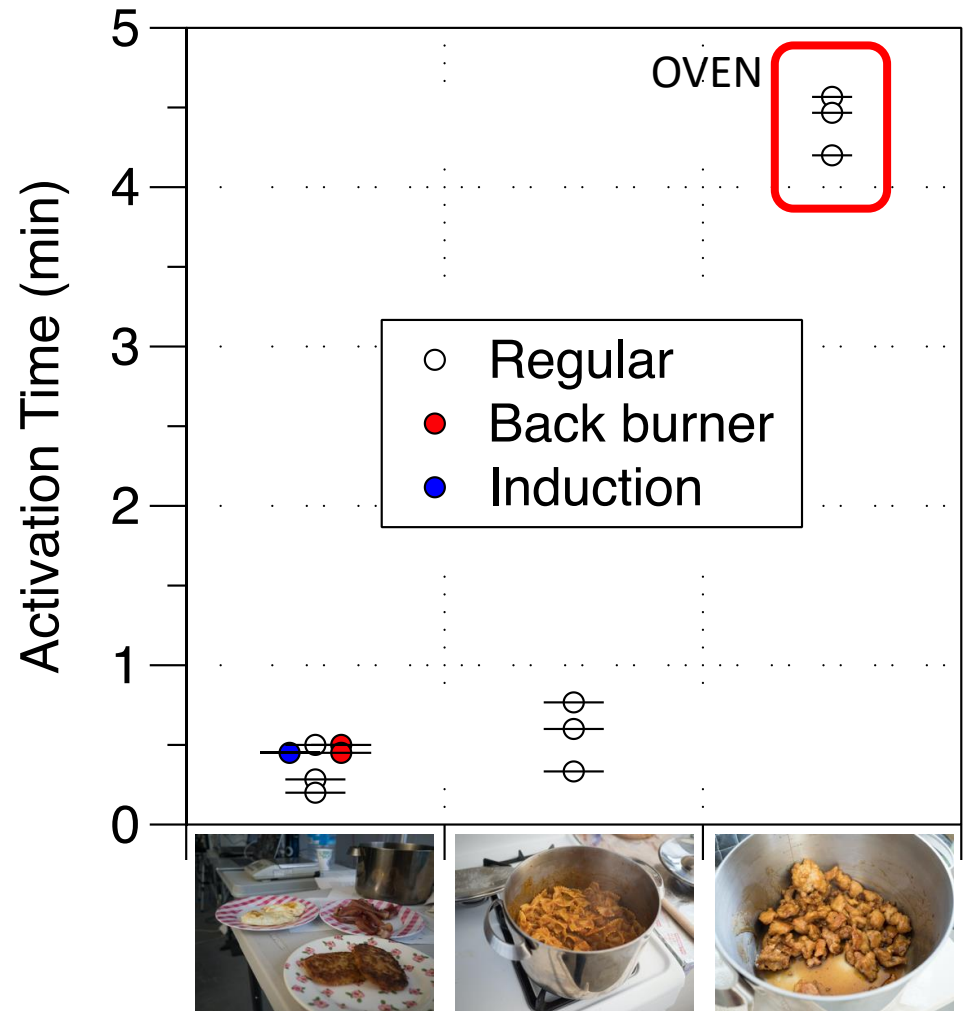 5
OVEN
4
3
2
1
0
Activation Time (min)
Regular
Back burner
Induction